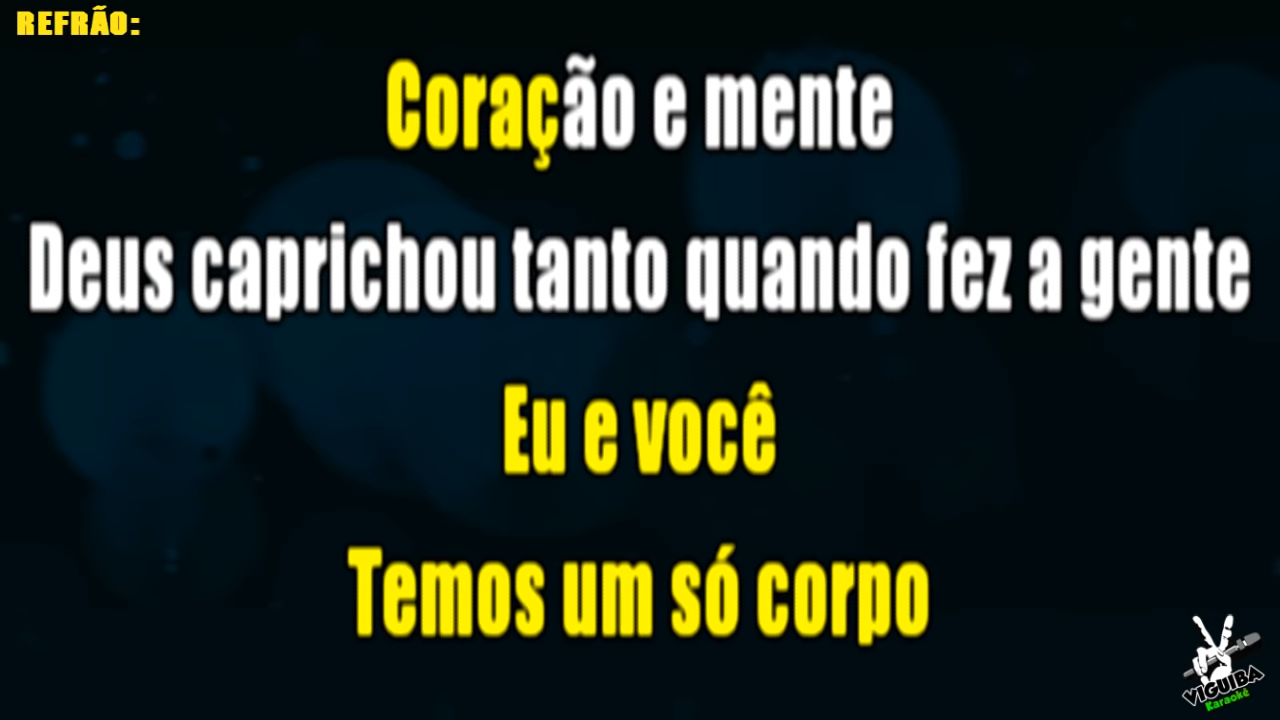 REFRÃO:
Coração e mente
Deus caprichou tanto quando fez a gente
Eu e você
Temos um só corpo
VIGUIBA
Karaokê